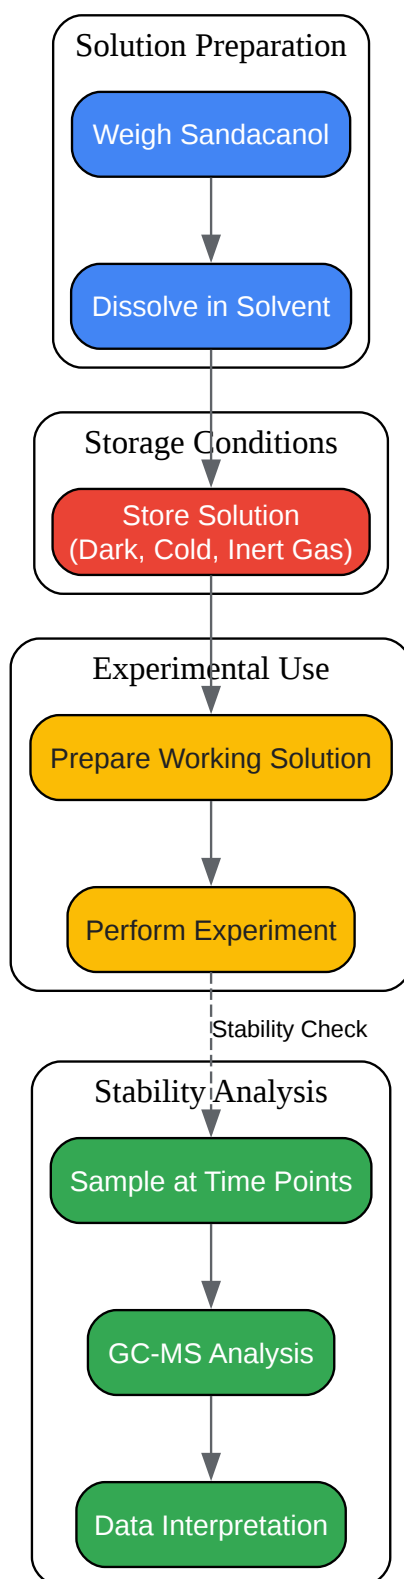 Solution Preparation
Weigh Sandacanol
Dissolve in Solvent
Storage Conditions
Store Solution
(Dark, Cold, Inert Gas)
Experimental Use
Prepare Working Solution
Perform Experiment
Stability Check
Stability Analysis
Sample at Time Points
GC-MS Analysis
Data Interpretation